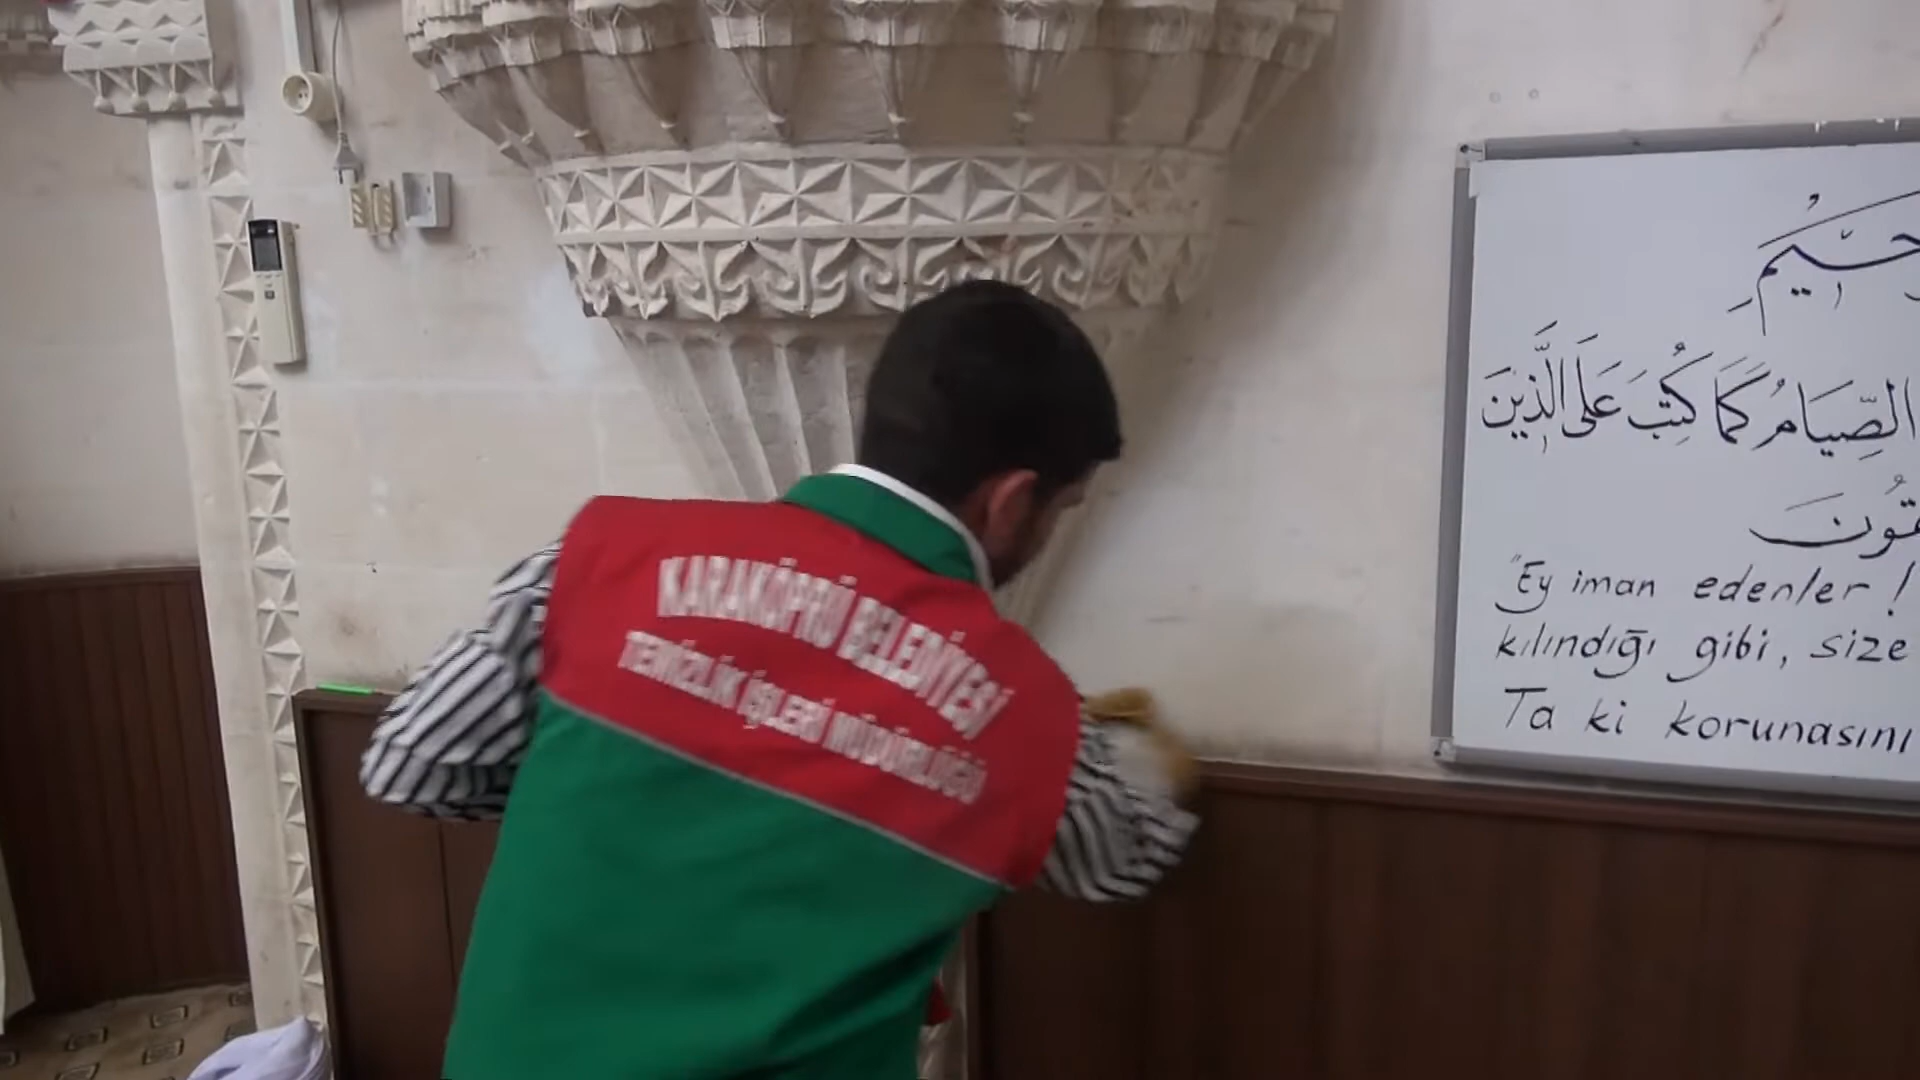 KARAKÖPRÜ BELEDİYESİ
TEMİZLİK İŞLERİ MÜDÜRLÜĞÜ
الصِّيَامُ كَمَا كُتِبَ عَلَى الَّذِينَ
"Ey iman edenler!
kılındığı gibi, size
Ta ki korunasını